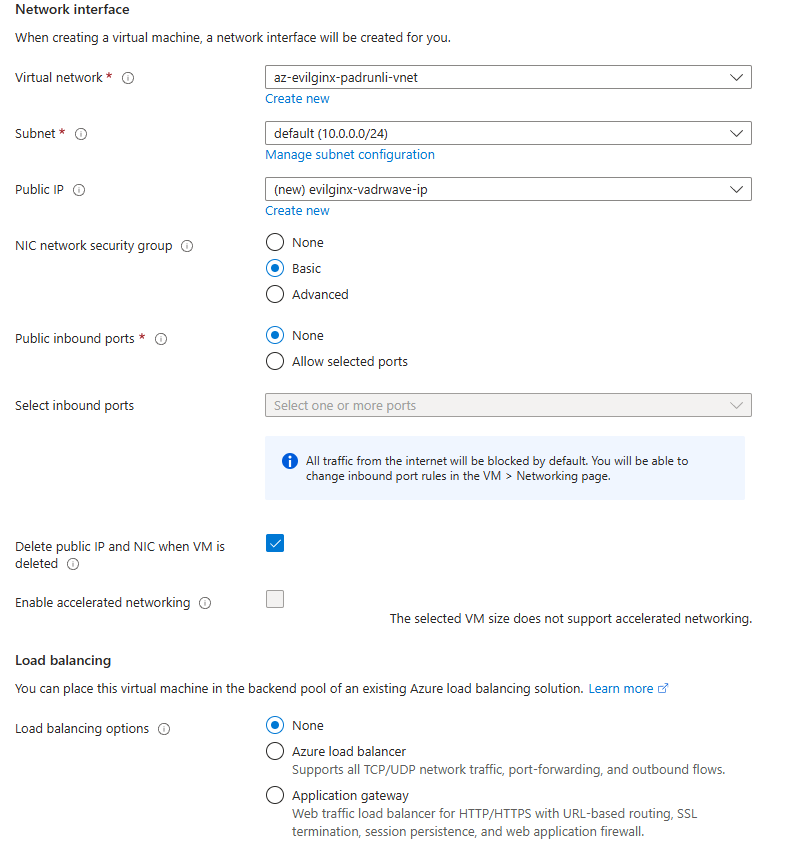 Network interface
When creating a virtual machine, a network interface will be created for you.
Virtual network *
az-evilginx-padrunli-vnet
Create new
Subnet *
default (10.0.0.0/24)
Manage subnet configuration
Public IP
(new) evilginx-vadrwave-ip
Create new
NIC network security group
None
Basic
Advanced
Public inbound ports *
None
Allow selected ports
Select inbound ports
Select one or more ports
All traffic from the internet will be blocked by default. You will be able to
change inbound port rules in the VM > Networking page.
Delete public IP and NIC when VM is
deleted
Enable accelerated networking
The selected VM size does not support accelerated networking.
Load balancing
You can place this virtual machine in the backend pool of an existing Azure load balancing solution. Learn more
Load balancing options
None
Azure load balancer
Supports all TCP/UDP network traffic, port-forwarding, and outbound flows.
Application gateway
Web traffic load balancer for HTTP/HTTPS with URL-based routing, SSL
termination, session persistence, and web application firewall.